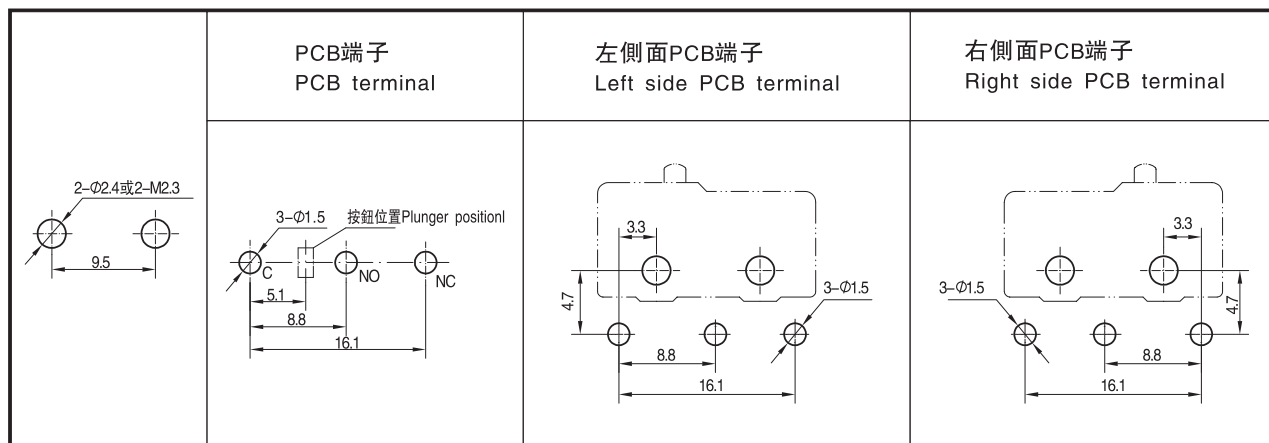 PCB端子
PCB terminal
左側面PCB端子
Left side PCB terminal
右側面PCB端子
Right side PCB terminal
2-Φ2.4或2-M2.3
9.5
3-Φ1.5
按鈕位置Plunger positionl
C
NO
NC
5.1
8.8
16.1
3.3
4.7
3-Φ1.5
8.8
16.1
3.3
3-Φ1.5
4.7
8.8
16.1